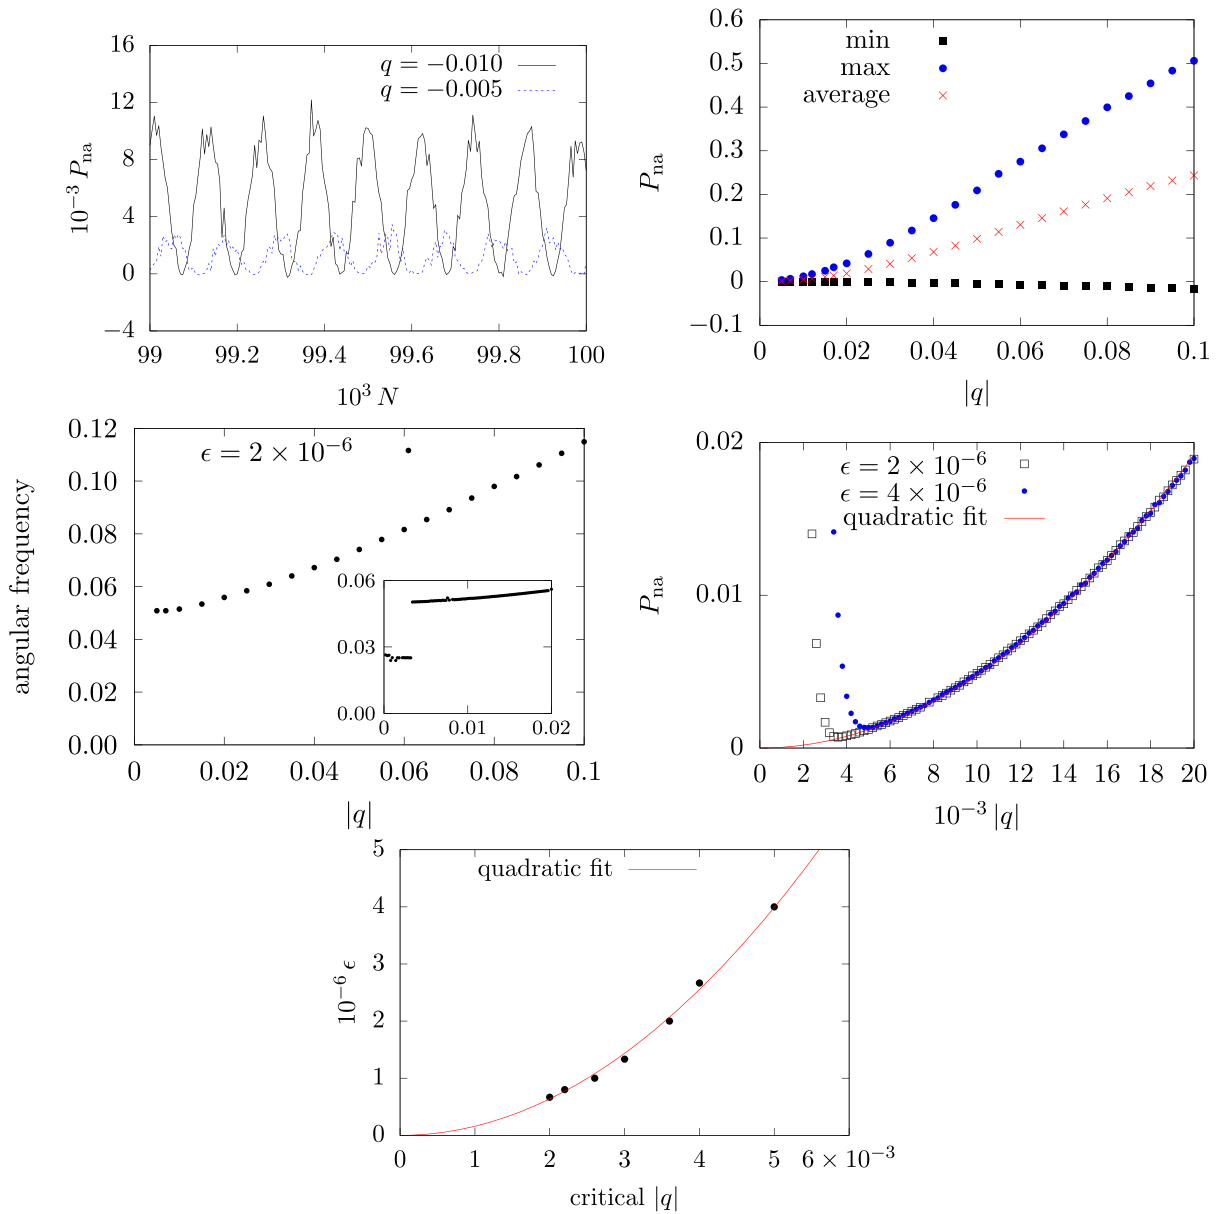 16
12
8
4
0
−4
10⁻³ P_na
q = −0.010
q = −0.005
99 99.2 99.4 99.6 99.8 100
10³ N
0.6
0.5
0.4
0.3
0.2
0.1
0
−0.1
P_na
min
max
average
0 0.02 0.04 0.06 0.08 0.1
|q|
0.12
0.10
0.08
0.06
0.04
0.02
0.00
angular frequency
ϵ = 2 × 10⁻⁶
0.06
0.03
0.00
0 0.01 0.02
0 0.02 0.04 0.06 0.08 0.1
|q|
0.02
0.01
0
P_na
ϵ = 2 × 10⁻⁶
ϵ = 4 × 10⁻⁶
quadratic fit
0 2 4 6 8 10 12 14 16 18 20
10⁻³ |q|
5
4
3
2
1
0
10⁻⁶ ϵ
quadratic fit
0 1 2 3 4 5 6 × 10⁻³
critical |q|